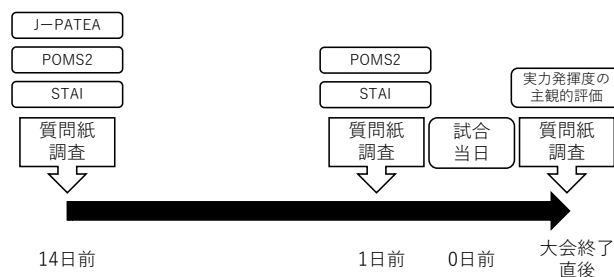 J−PATEA
POMS2
STAI
質問紙
調査
POMS2
STAI
質問紙
調査
試合
当日
実力発揮度の
主観的評価
質問紙
調査
14日前
1日前
0日前
大会終了
直後